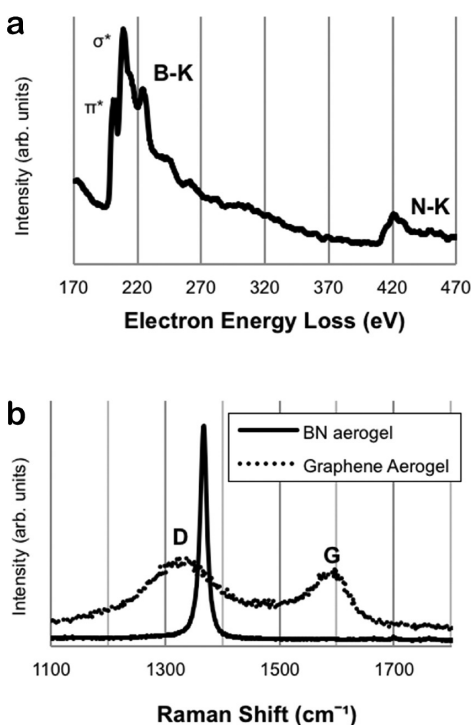 a
σ*
B-K
π*
N-K
Intensity (arb. units)
170 220 270 320 370 420 470
Electron Energy Loss (eV)
b
BN aerogel
Graphene Aerogel
D
G
Intensity (arb. units)
1100 1300 1500 1700
Raman Shift (cm⁻¹)